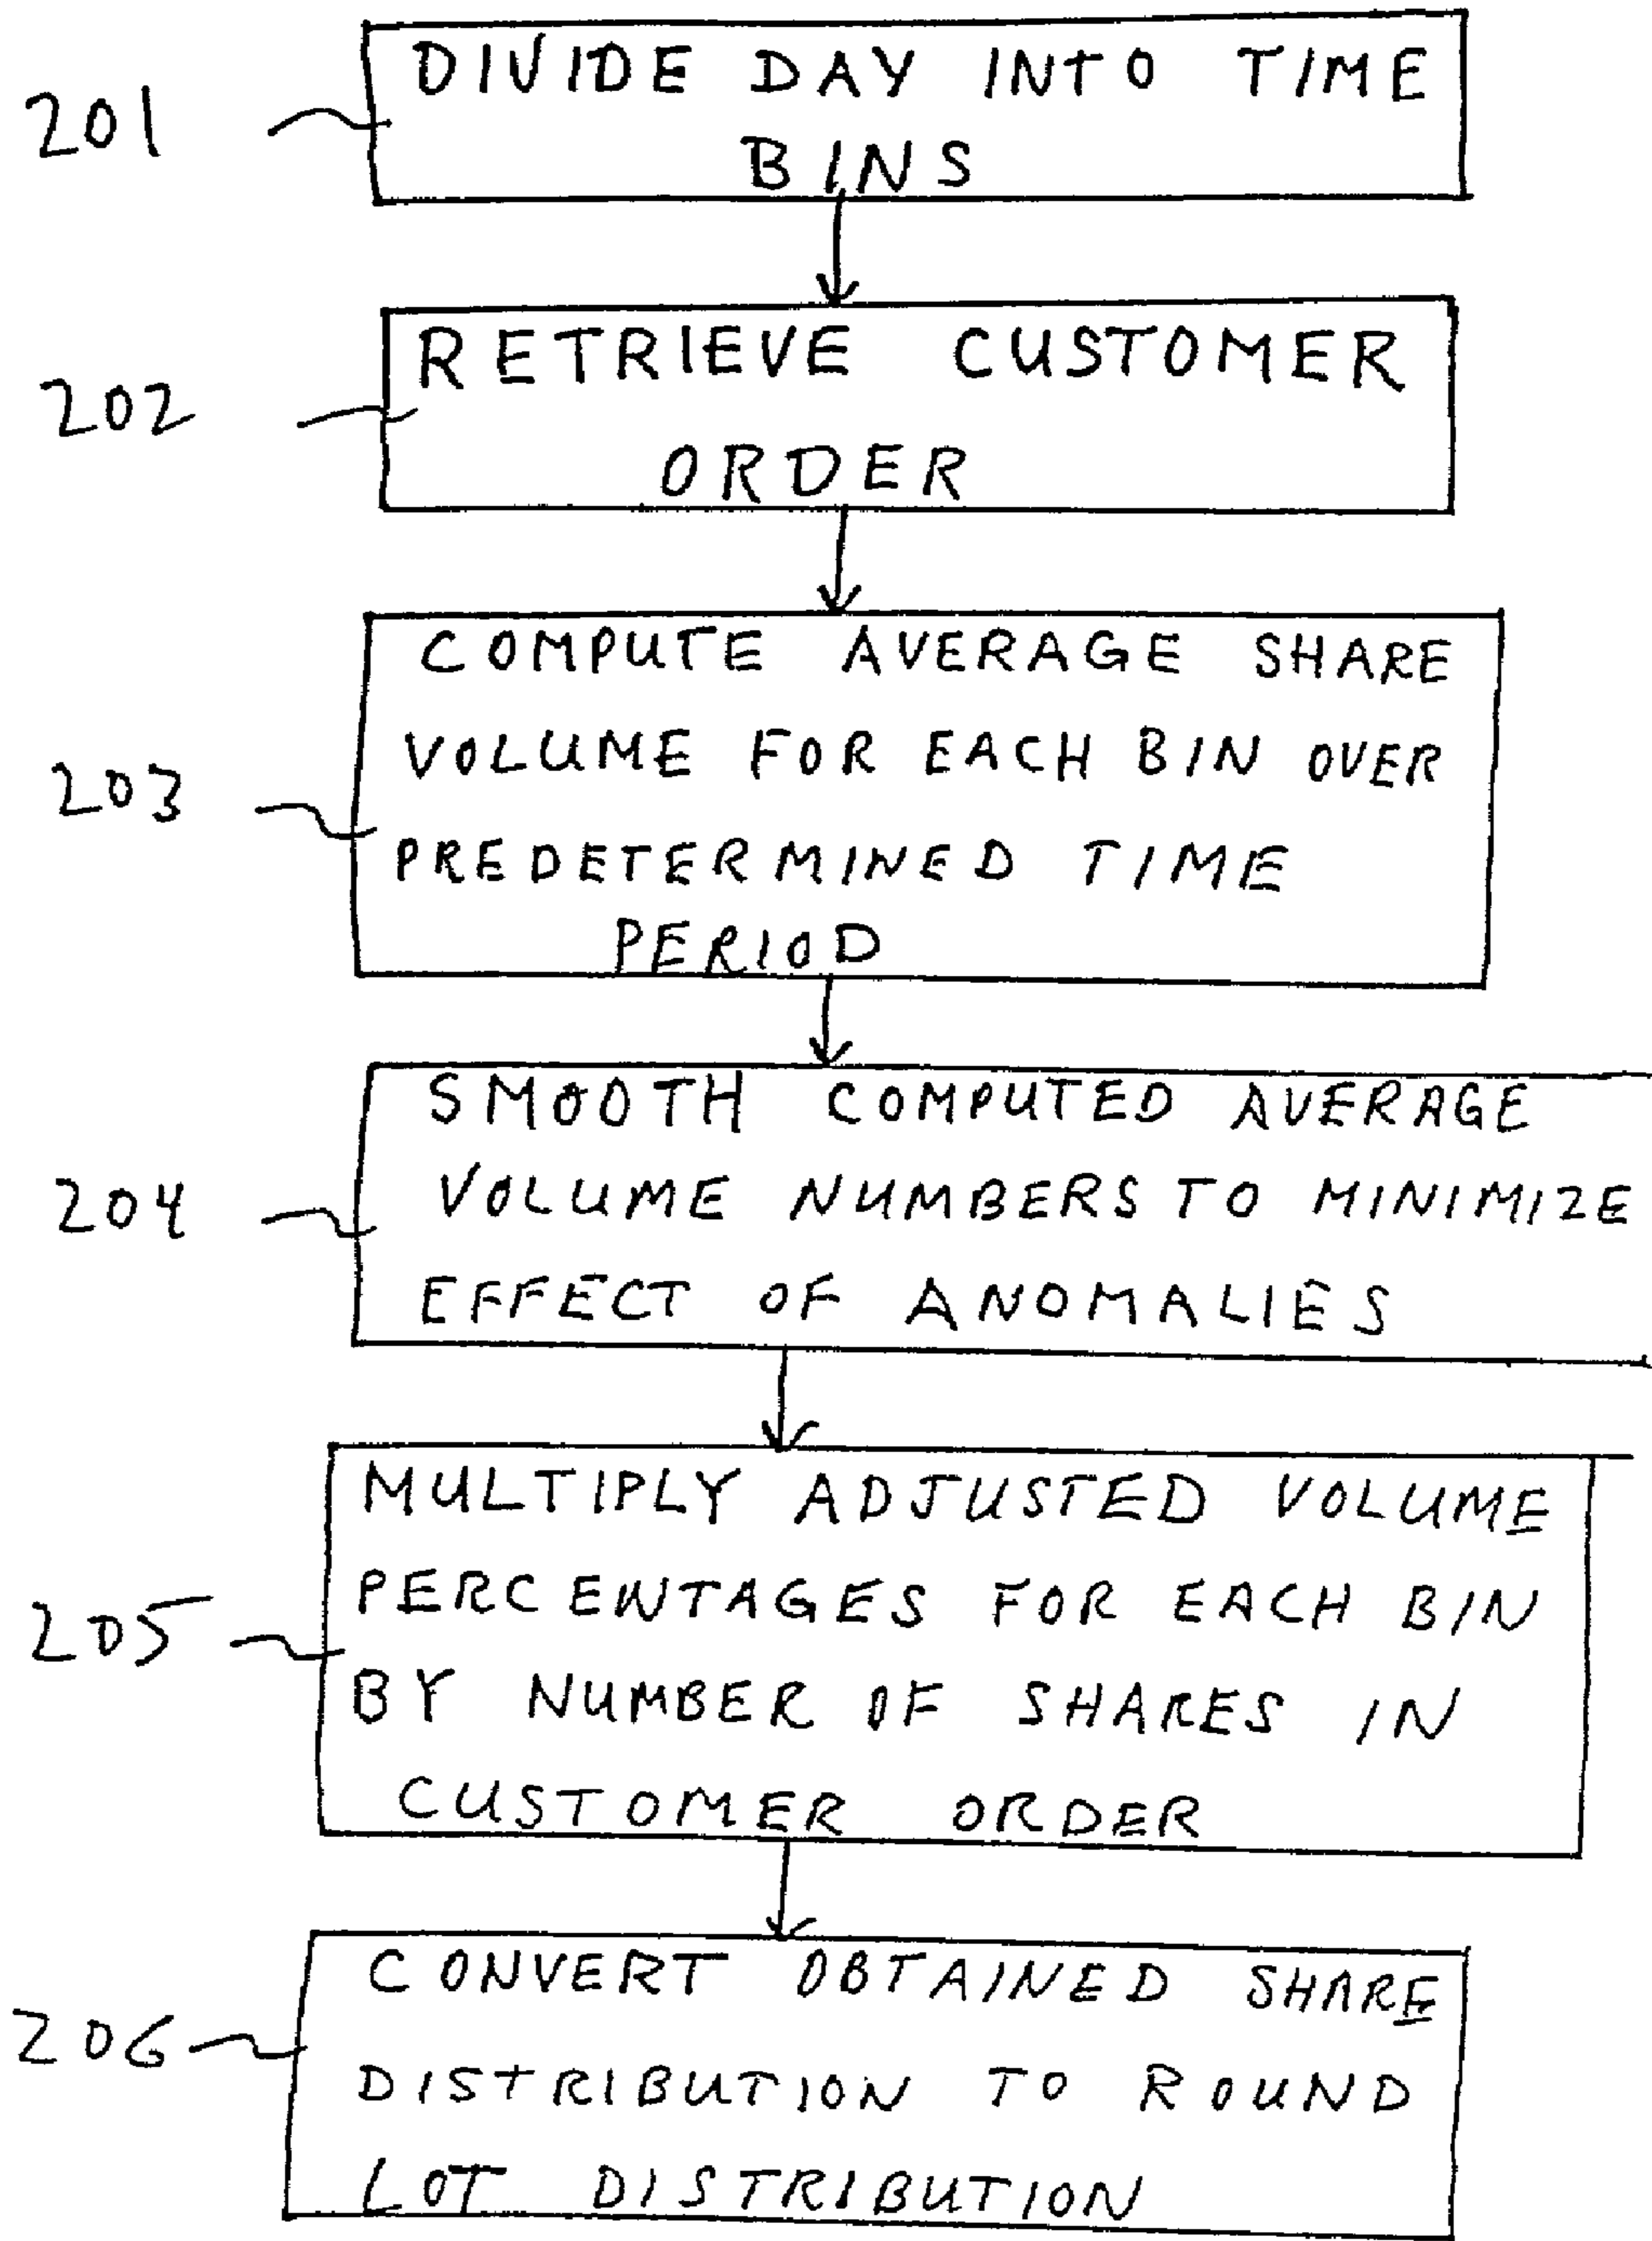 DIVIDE DAY INTO TIME
201
BINS
RETRIEVE CUSTOMER
202
ORDER
COMPUTE AVERAGE SHARE
VOLUME FOR EACH BIN OVER
203
PREDETERMINED TIME
PERIOD
SMOOTH COMPUTED AVERAGE
204
VOLUME NUMBERS TO MINIMIZE
EFFECT OF ANOMALIES
MULTIPLY ADJUSTED VOLUME
PERCENTAGES FOR EACH BIN
205
BY NUMBER OF SHARES IN
CUSTOMER ORDER
CONVERT OBTAINED SHARE
206
DISTRIBUTION TO ROUND
LOT DISTRIBUTION